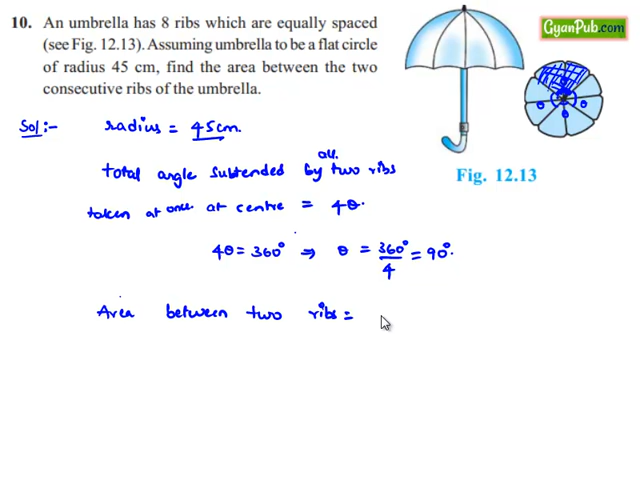 10. An umbrella has 8 ribs which are equally spaced
(see Fig. 12.13). Assuming umbrella to be a flat circle
of radius 45 cm, find the area between the two
consecutive ribs of the umbrella.
GyanPub.com
Fig. 12.13
Sol:- radius = 45cm.
total angle subtended by all two ribs
taken at once at centre = 4θ.
4θ = 360° ⇒ θ = 360°/4 = 90°.
Area between two ribs =